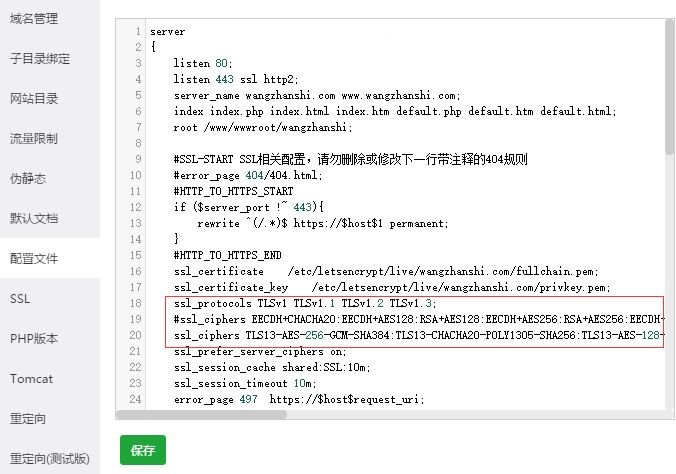 域名管理
子目录绑定
网站目录
流量限制
伪静态
默认文档
配置文件
SSL
PHP版本
Tomcat
重定向
重定向(测试版)
1 server
2 {
3 listen 80;
4 listen 443 ssl http2;
5 server_name wangzhanshi.com www.wangzhanshi.com;
6 index index.php index.html index.htm default.php default.htm default.html;
7 root /www/wwwroot/wangzhanshi;
8
9 #SSL-START SSL相关配置，请勿删除或修改下一行带注释的404规则
10 #error_page 404/404.html;
11 #HTTP_TO_HTTPS_START
12 if ($server_port !~ 443){
13 rewrite ^(/.*)$ https://$host$1 permanent;
14 }
15 #HTTP_TO_HTTPS_END
16 ssl_certificate /etc/letsencrypt/live/wangzhanshi.com/fullchain.pem;
17 ssl_certificate_key /etc/letsencrypt/live/wangzhanshi.com/privkey.pem;
18 ssl_protocols TLSv1 TLSv1.1 TLSv1.2 TLSv1.3;
19 #ssl_ciphers EECDH+CHACHA20:EECDH+AES128:RSA+AES128:EECDH+AES256:RSA+AES256:EECDH+
20 ssl_ciphers TLS13-AES-256-GCM-SHA384:TLS13-CHACHA20-POLY1305-SHA256:TLS13-AES-128-
21 ssl_prefer_server_ciphers on;
22 ssl_session_cache shared:SSL:10m;
23 ssl_session_timeout 10m;
24 error_page 497 https://$host$request_uri;
保存